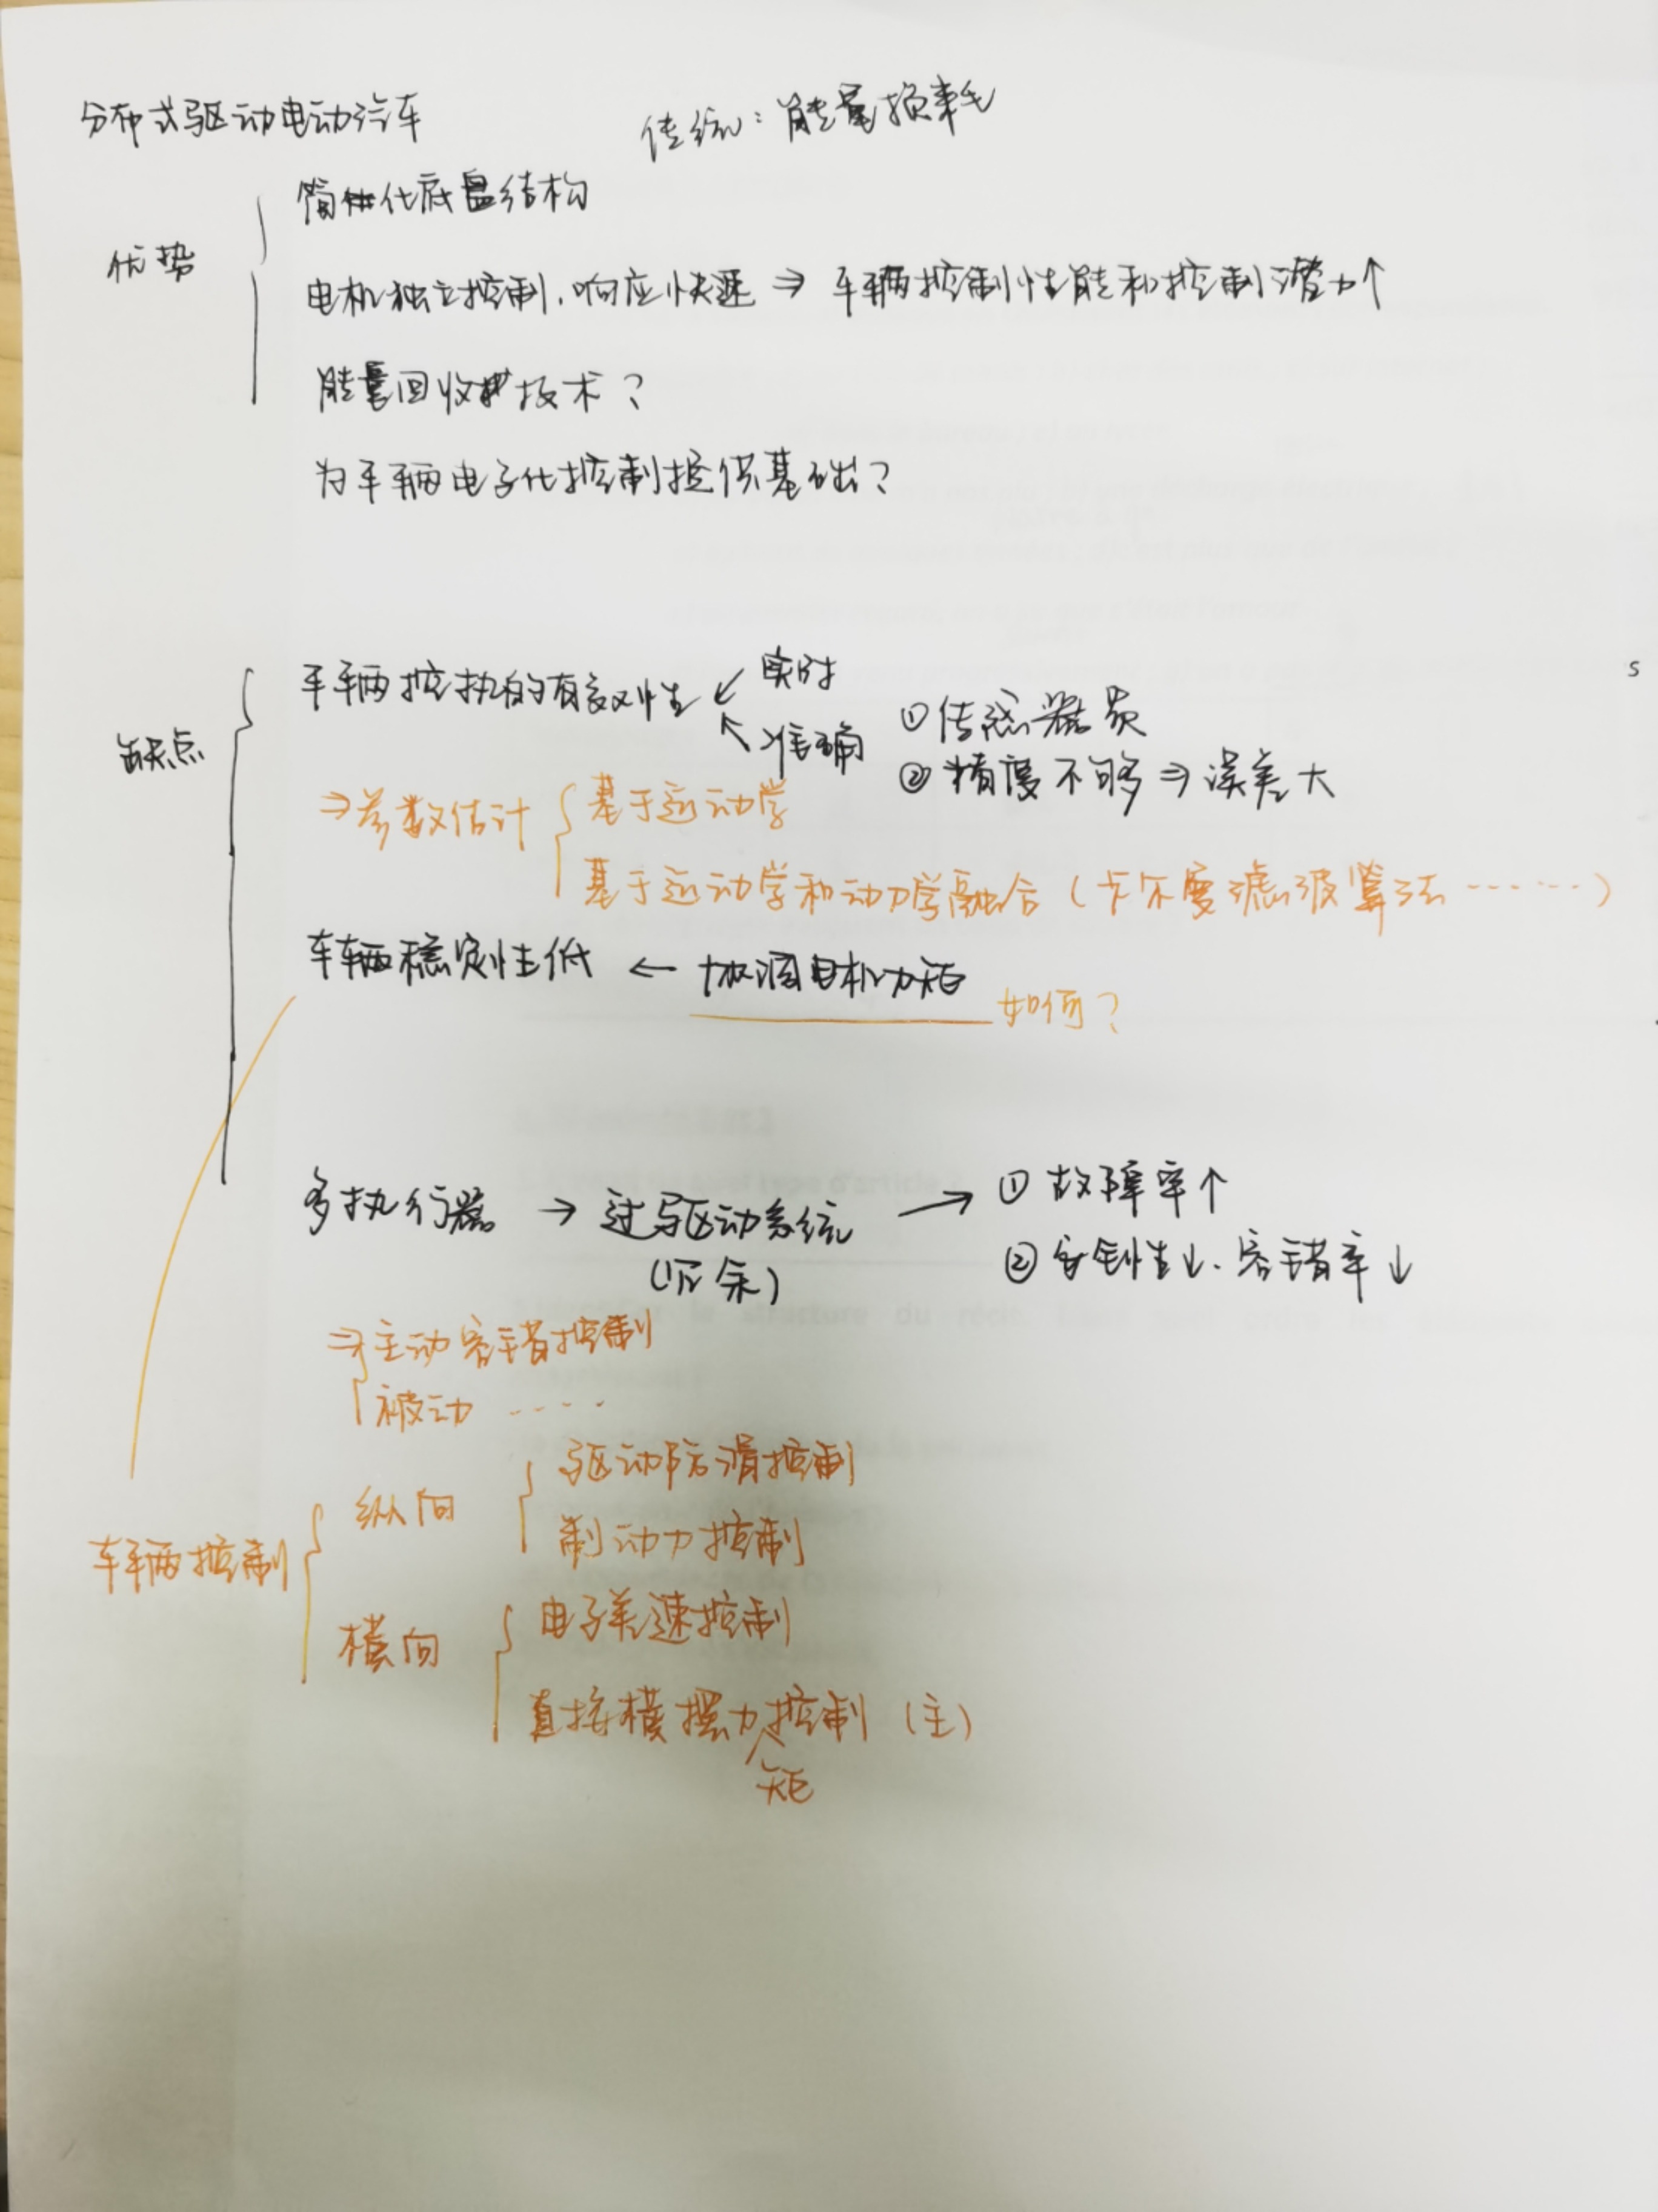 分布式驱动电动汽车
传统：能量损耗
优势
简化底盘结构
电机独立控制，响应快速 ⇒ 车辆控制性能和控制潜力↑
能量回收技术？
为车辆电子化控制提供基础？
缺点
车辆控执的有效性 ↙ 实时
↖ 准确
① 传感器贵
② 精度不够 ⇒ 误差大
⇒ 参数估计
基于运动学
基于运动学和动力学融合（卡尔曼滤波算法……）
车辆稳定性低 ← 协调电机力矩 如何？
多执行器 → 过驱动系统 → ① 故障率↑
(冗余)
② 安全性↓. 容错率↓
⇒ 主动容错控制
被动 ····
车辆控制
纵向
驱动防滑控制
制动力控制
横向
电子差速控制
直接横摆力矩控制（主）